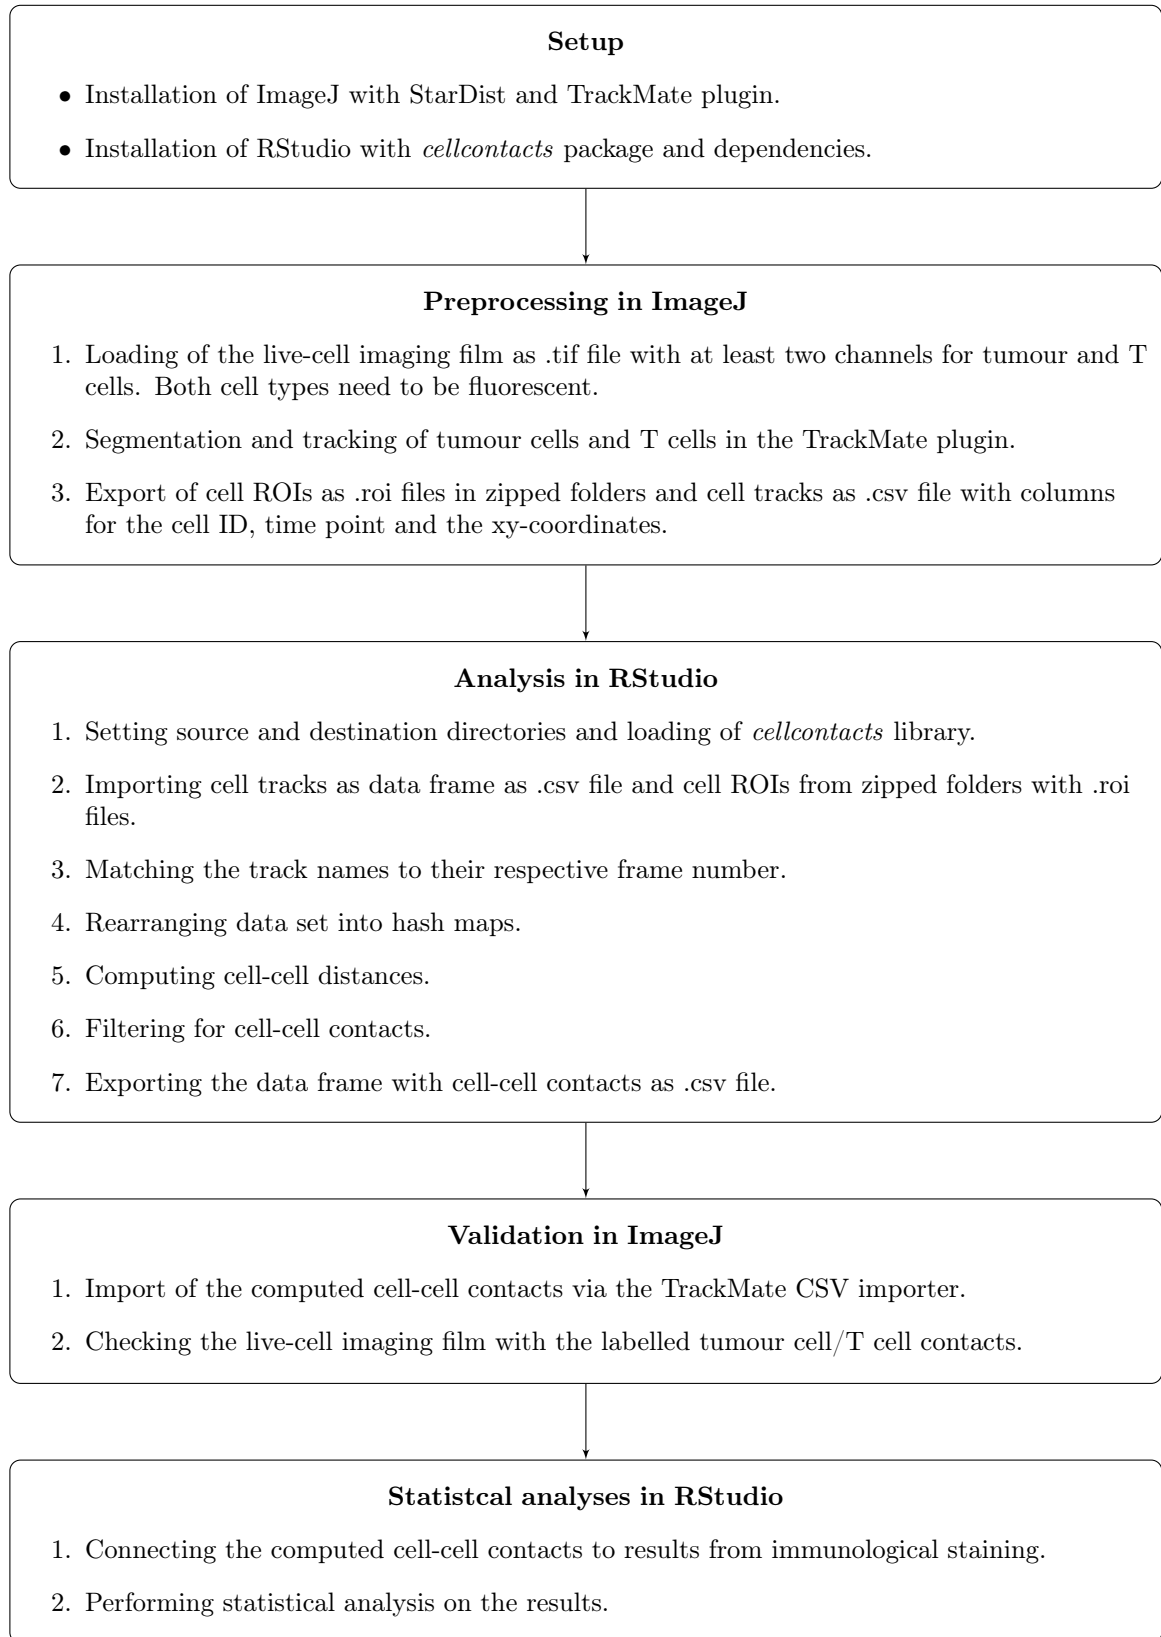 Setup
• Installation of ImageJ with StarDist and TrackMate plugin.
• Installation of RStudio with cellcontacts package and dependencies.
Preprocessing in ImageJ
1. Loading of the live-cell imaging film as .tif file with at least two channels for tumour and T
cells. Both cell types need to be fluorescent.
2. Segmentation and tracking of tumour cells and T cells in the TrackMate plugin.
3. Export of cell ROIs as .roi files in zipped folders and cell tracks as .csv file with columns
for the cell ID, time point and the xy-coordinates.
Analysis in RStudio
1. Setting source and destination directories and loading of cellcontacts library.
2. Importing cell tracks as data frame as .csv file and cell ROIs from zipped folders with .roi
files.
3. Matching the track names to their respective frame number.
4. Rearranging data set into hash maps.
5. Computing cell-cell distances.
6. Filtering for cell-cell contacts.
7. Exporting the data frame with cell-cell contacts as .csv file.
Validation in ImageJ
1. Import of the computed cell-cell contacts via the TrackMate CSV importer.
2. Checking the live-cell imaging film with the labelled tumour cell/T cell contacts.
Statistcal analyses in RStudio
1. Connecting the computed cell-cell contacts to results from immunological staining.
2. Performing statistical analysis on the results.